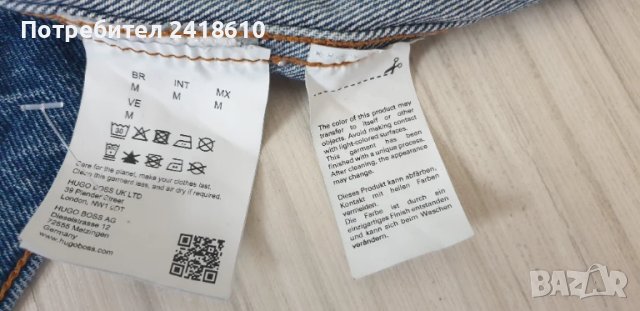 Потребител 2418610
BR INT MX
M M M
VE
M
30
Care for the planet, make your clothes last.
Clean this garment less, and air dry if required.
HUGO BOSS UK LTD
39 Plender Street
London, NW1 0DT
HUGO BOSS AG
Dieselstrasse 12
72555 Metzingen
Germany
www.hugoboss.com
The color of this product may
transfer to itself or other
objects. Avoid making contact
with light-colored surfaces.
This garment has been
finished with a unique process.
After cleaning, the appearance
may change.
Dieses Produkt kann abfärben.
Kontakt mit hellen Farben
vermeiden.
Die Farbe ist durch ein
einzigartiges Finish entstanden
und kann sich beim Waschen
verändern.
BAZAR